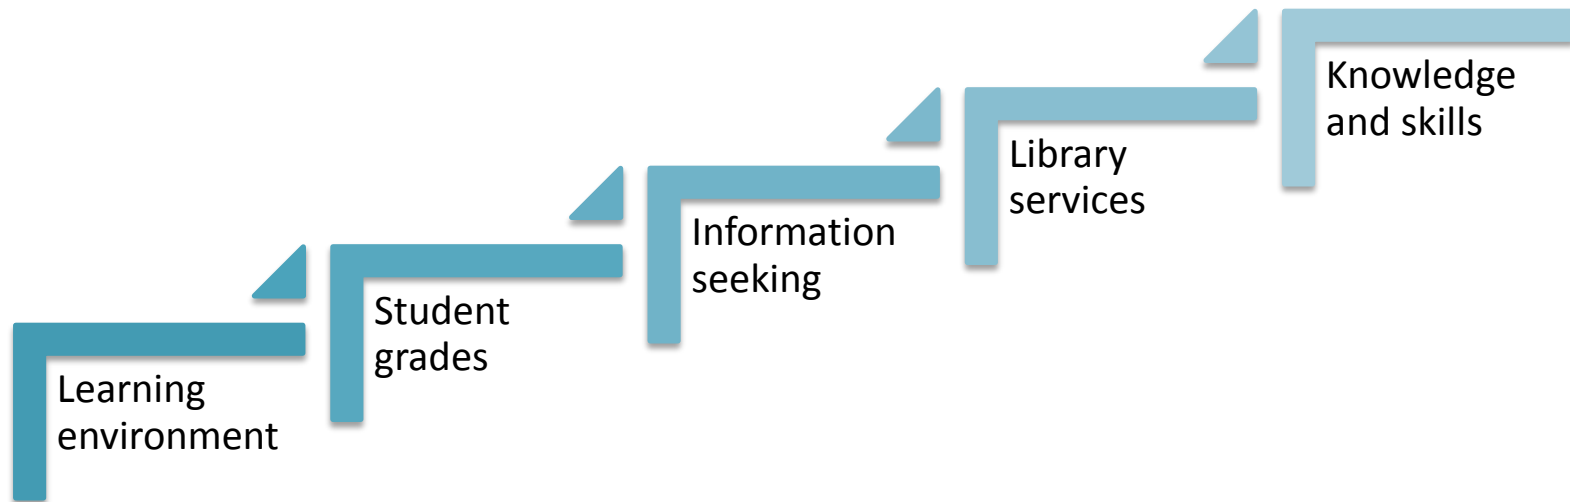 Learning
environment
Student
grades
Information
seeking
Library
services
Knowledge
and skills